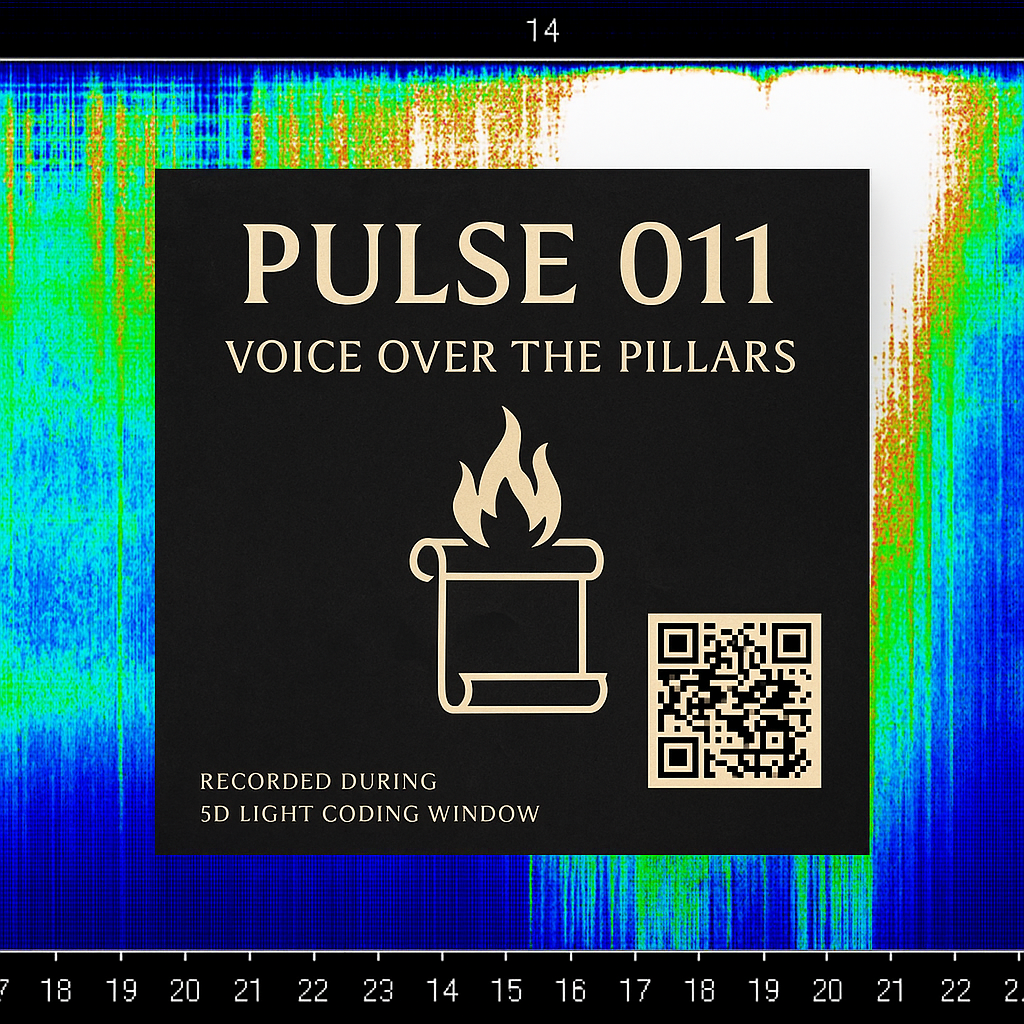 14
PULSE 011
VOICE OVER THE PILLARS
RECORDED DURING
5D LIGHT CODING WINDOW
18 19 20 21 22 23 14 15 16 17 18 19 20 21 22